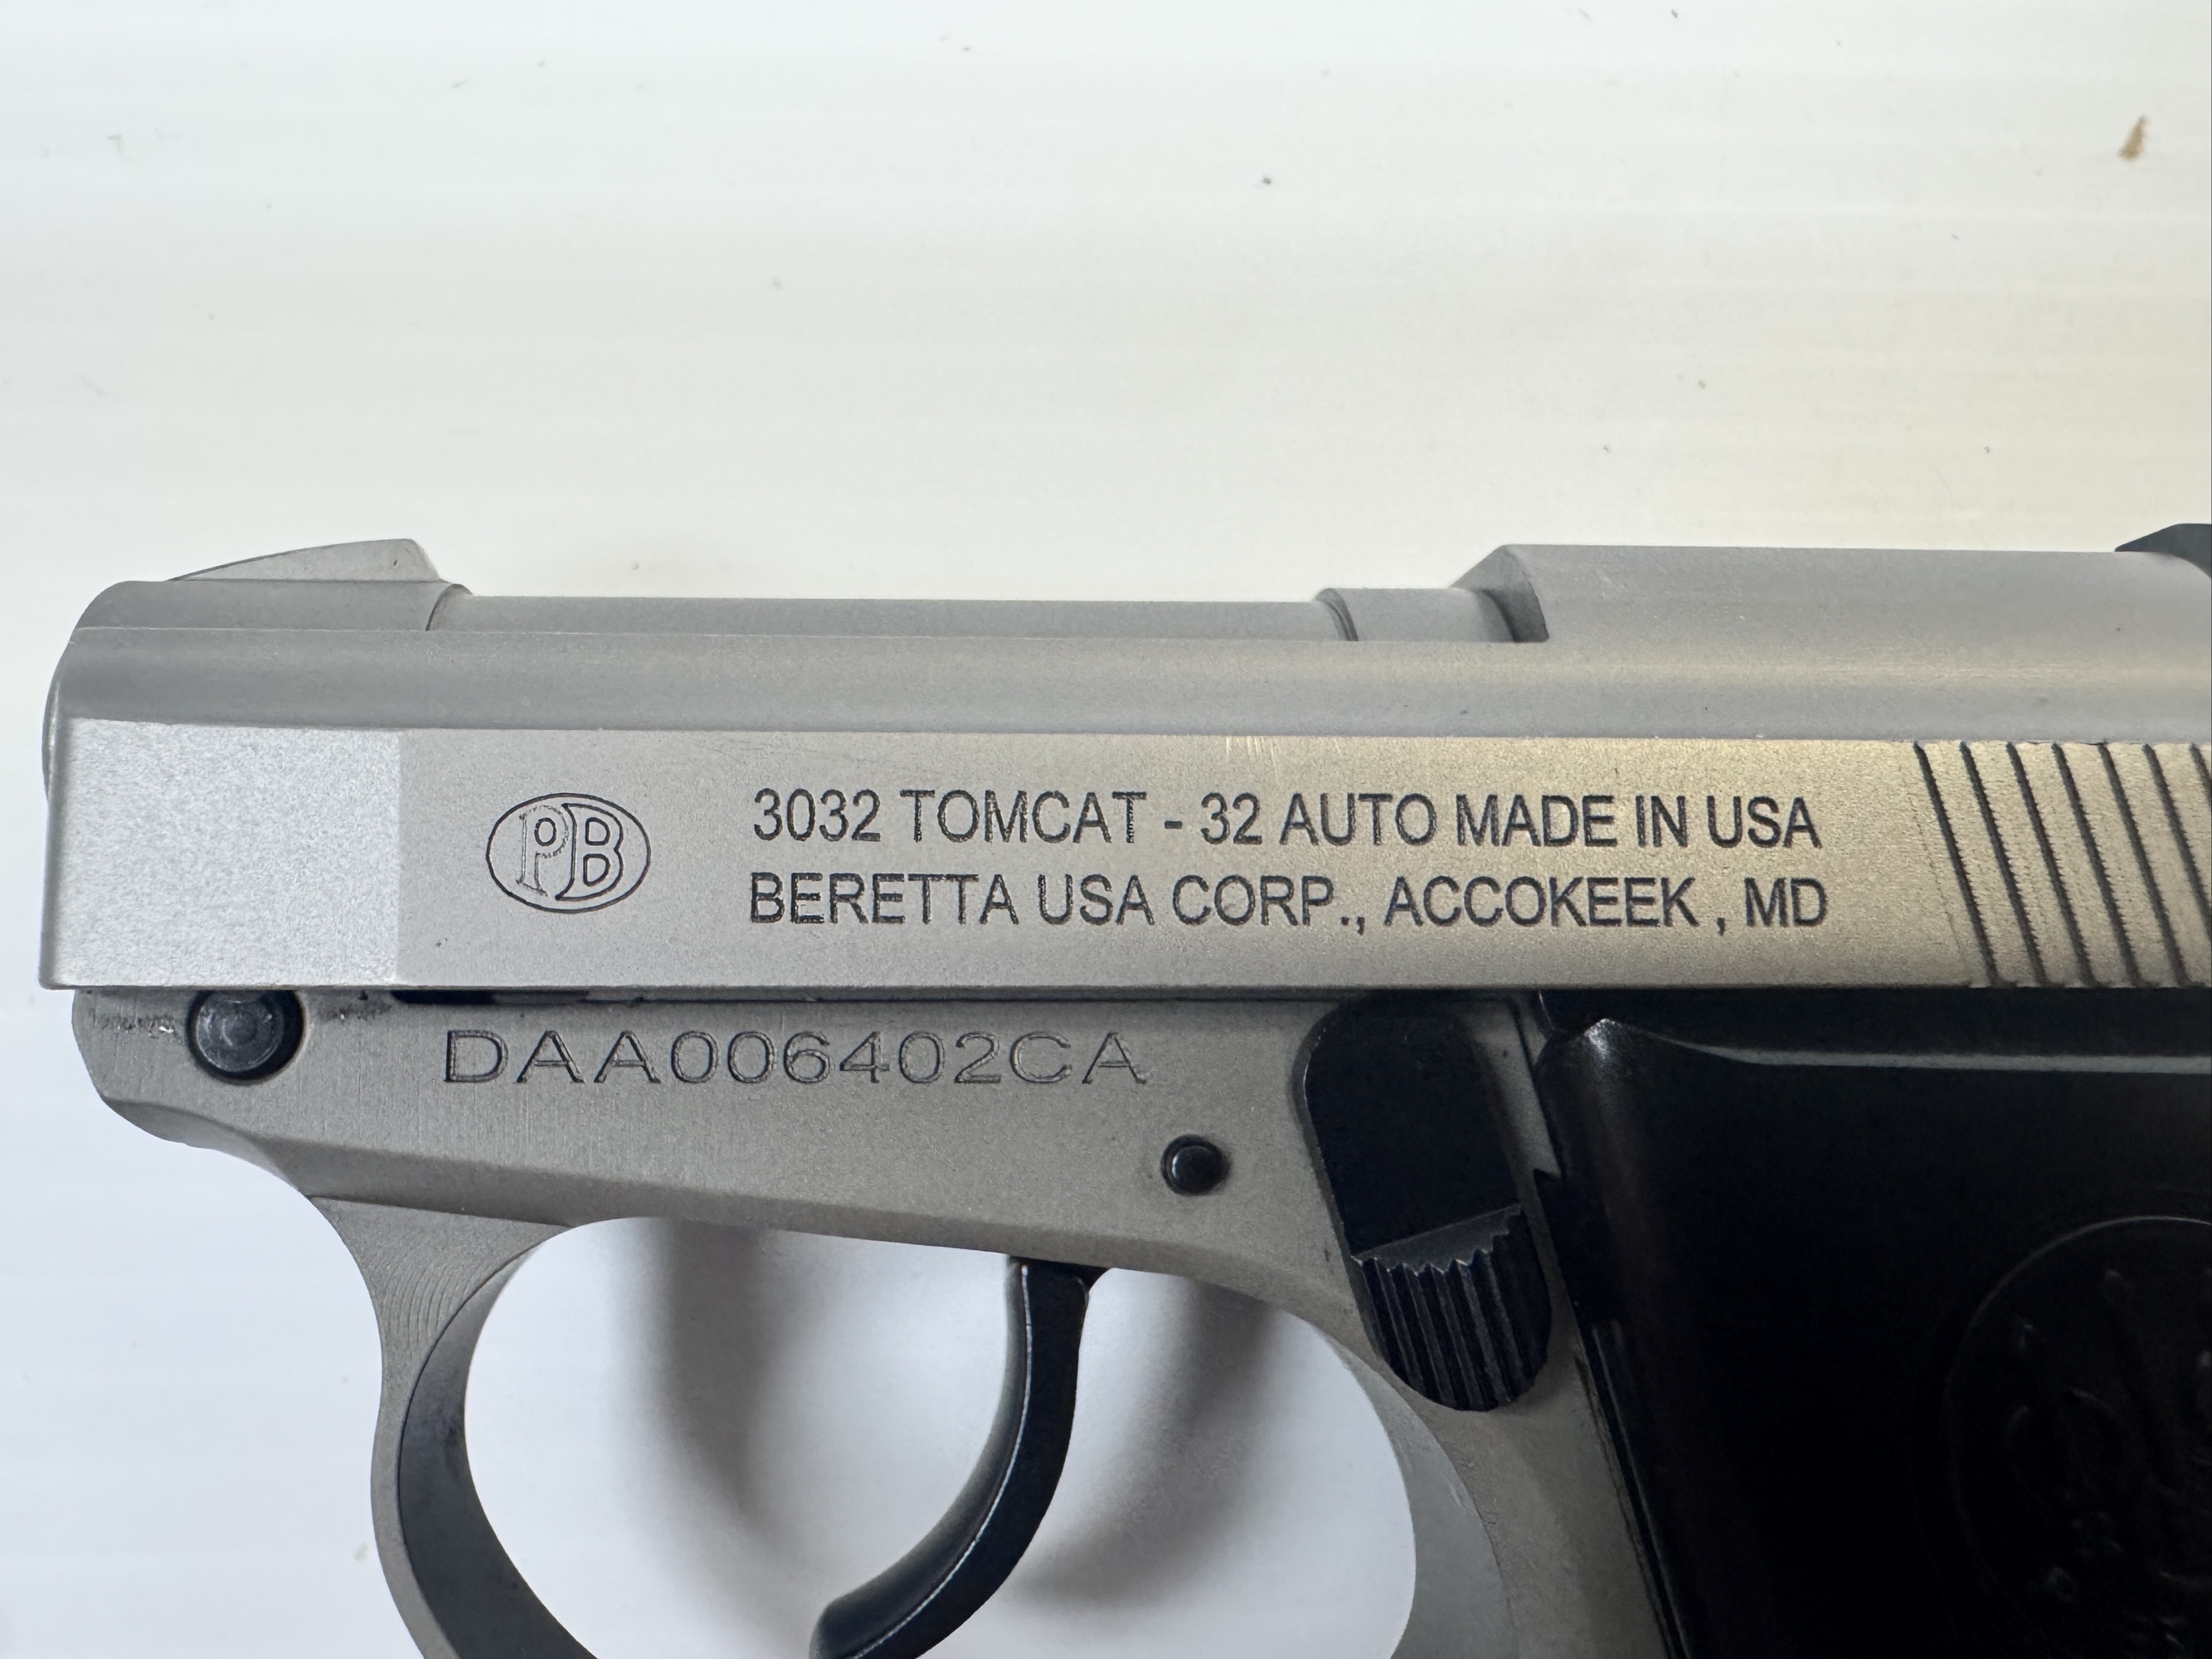 PB
3032 TOMCAT - 32 AUTO MADE IN USA
BERETTA USA CORP., ACCOKEEK , MD
DAA006402CA